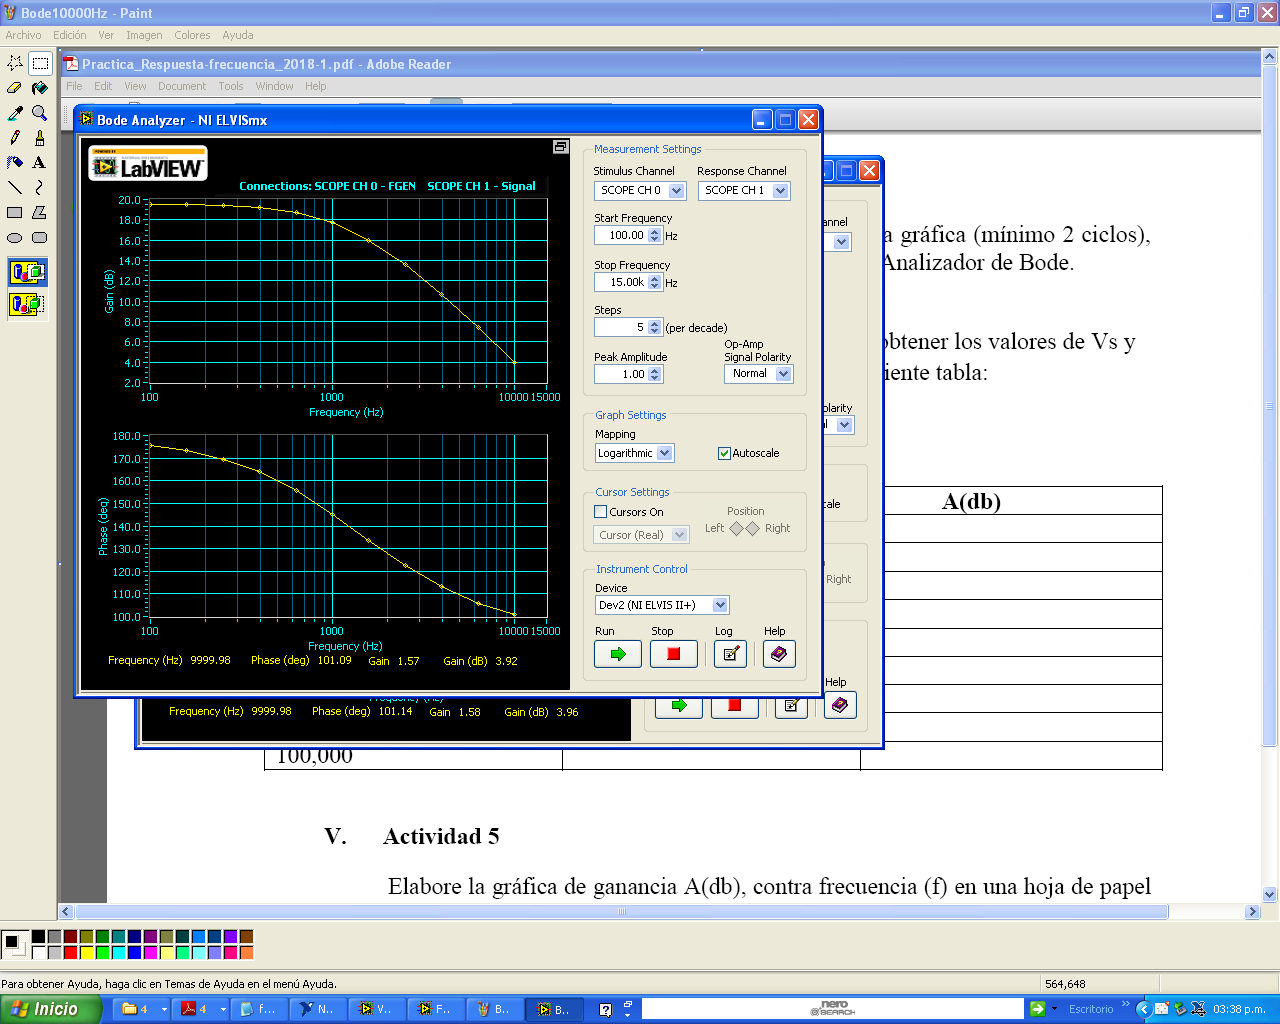 Bode10000Hz - Paint
Archivo Edición Ver Imagen Colores Ayuda
Practica_Respuesta-frecuencia_2018-1.pdf - Adobe Reader
File Edit View Document Tools Window Help
Bode Analyzer - NI ELVISmx
LabVIEW
Connections: SCOPE CH 0 - FGEN SCOPE CH 1 - Signal
20.0
18.0
16.0
14.0
12.0
10.0
8.0
6.0
4.0
2.0
Gain (dB)
100 1000 10000 15000
Frequency (Hz)
180.0
170.0
160.0
150.0
140.0
130.0
120.0
110.0
100.0
Phase (deg)
100 1000 10000 15000
Frequency (Hz)
Frequency (Hz) 9999.98 Phase (deg) 101.09 Gain 1.57 Gain (dB) 3.92
Measurement Settings
Stimulus Channel Response Channel
SCOPE CH 0 SCOPE CH 1
Start Frequency
100.00 Hz
Stop Frequency
15.00k Hz
Steps
5 (per decade)
Peak Amplitude
1.00
Op-Amp
Signal Polarity
Normal
Graph Settings
Mapping
Logarithmic Autoscale
Cursor Settings
Cursors On Position
Cursor (Real) Left Right
Instrument Control
Device
Dev2 (NI ELVIS II+)
Run Stop Log Help
nnel
olarity
l
cale
Right
Help
Frequency (Hz) 9999.98 Phase (deg) 101.14 Gain 1.58 Gain (dB) 3.96
a gráfica (mínimo 2 ciclos),
Analizador de Bode.
obtener los valores de Vs y
iente tabla:
A(db)
100,000
V. Actividad 5
Elabore la gráfica de ganancia A(db), contra frecuencia (f) en una hoja de papel
Para obtener Ayuda, haga clic en Temas de Ayuda en el menú Ayuda. 564,648
Inicio 4 4 f... N... V... F... B... B... nero SEARCH Escritorio 03:38 p.m.